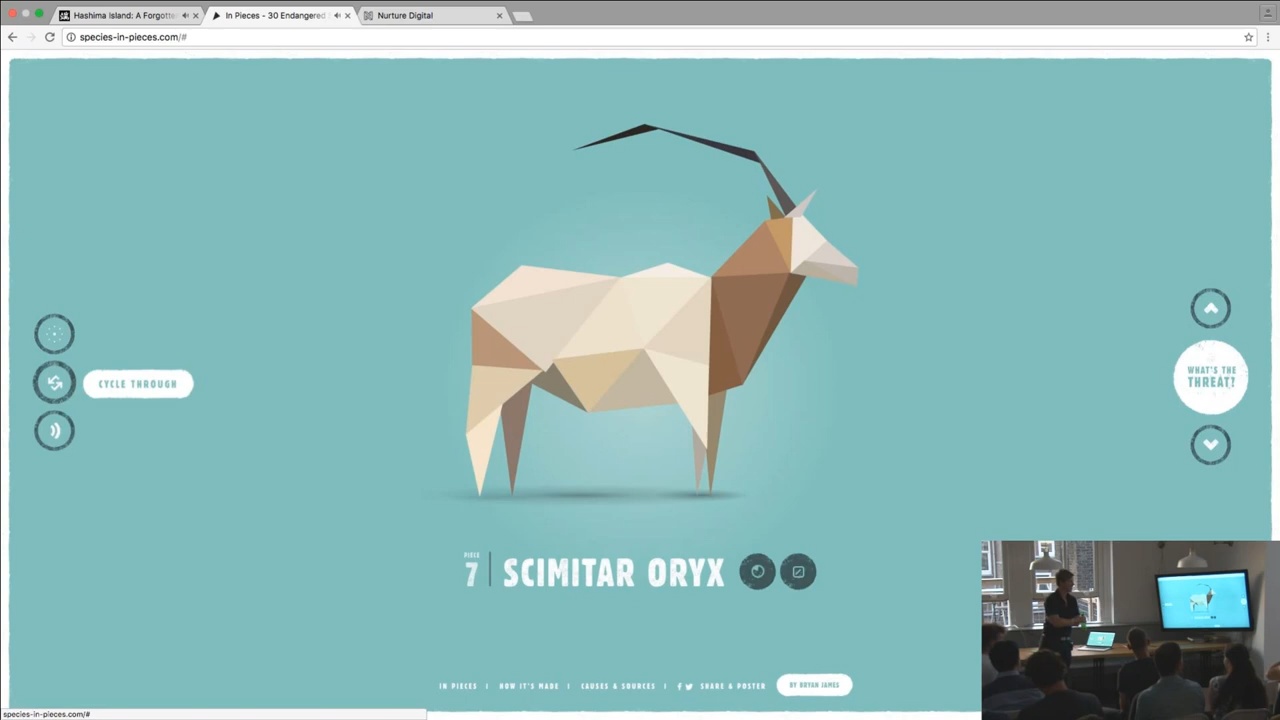 Hashima Island: A Forgotte
In Pieces - 30 Endangered
Nurture Digital
species-in-pieces.com/#
CYCLE THROUGH
WHAT'S THE
THREAT?
PIECE
7
SCIMITAR ORYX
IN PIECES
HOW IT'S MADE
CAUSES & SOURCES
SHARE & POSTER
BY BRYAN JAMES
species-in-pieces.com/#